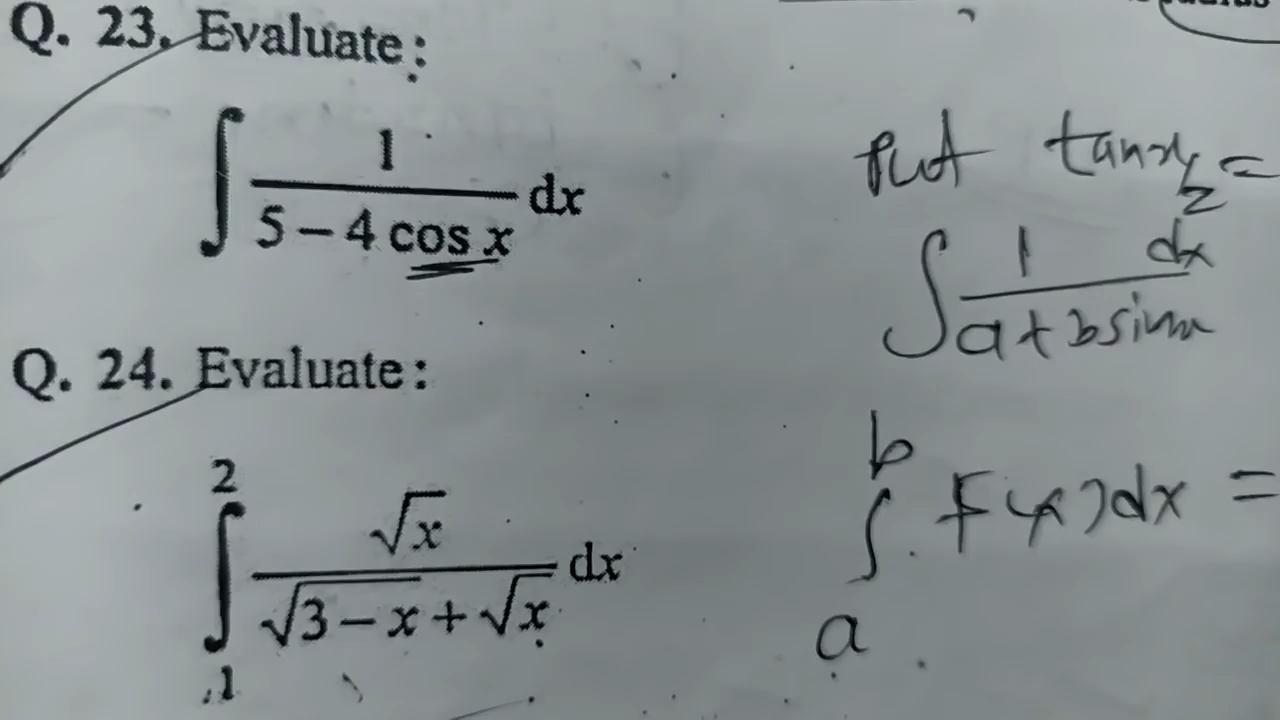 Q. 23. Evaluate:
∫ 1 / (5 – 4 cos x) dx
Q. 24. Evaluate:
∫₁² √x / (√(3 – x) + √x) dx
Put tan x/2 =
∫ 1 dx / (a + b sin x)
∫ₐᵇ F(x) dx =